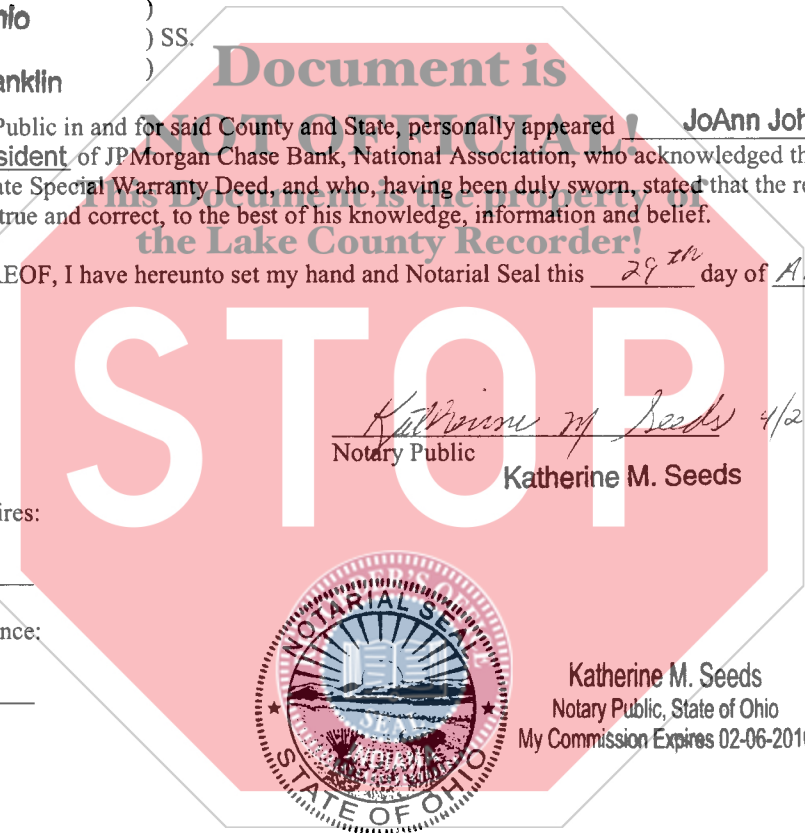 hio )
) SS.
anklin )
Document is
NOT OFFICIAL!
Public in and for said County and State, personally appeared JoAnn Joh
sident of JPMorgan Chase Bank, National Association, who acknowledged th
ate Special Warranty Deed, and who, having been duly sworn, stated that the re
This Document is the property of
true and correct, to the best of his knowledge, information and belief.
the Lake County Recorder!
EOF, I have hereunto set my hand and Notarial Seal this 29th day of A
STOP
Katherine M Seeds 4/2
Notary Public
Katherine M. Seeds
ires:
nce:
NOTARIAL SEAL
SEAL
STATE OF OHIO
Katherine M. Seeds
Notary Public, State of Ohio
My Commission Expires 02-06-2016